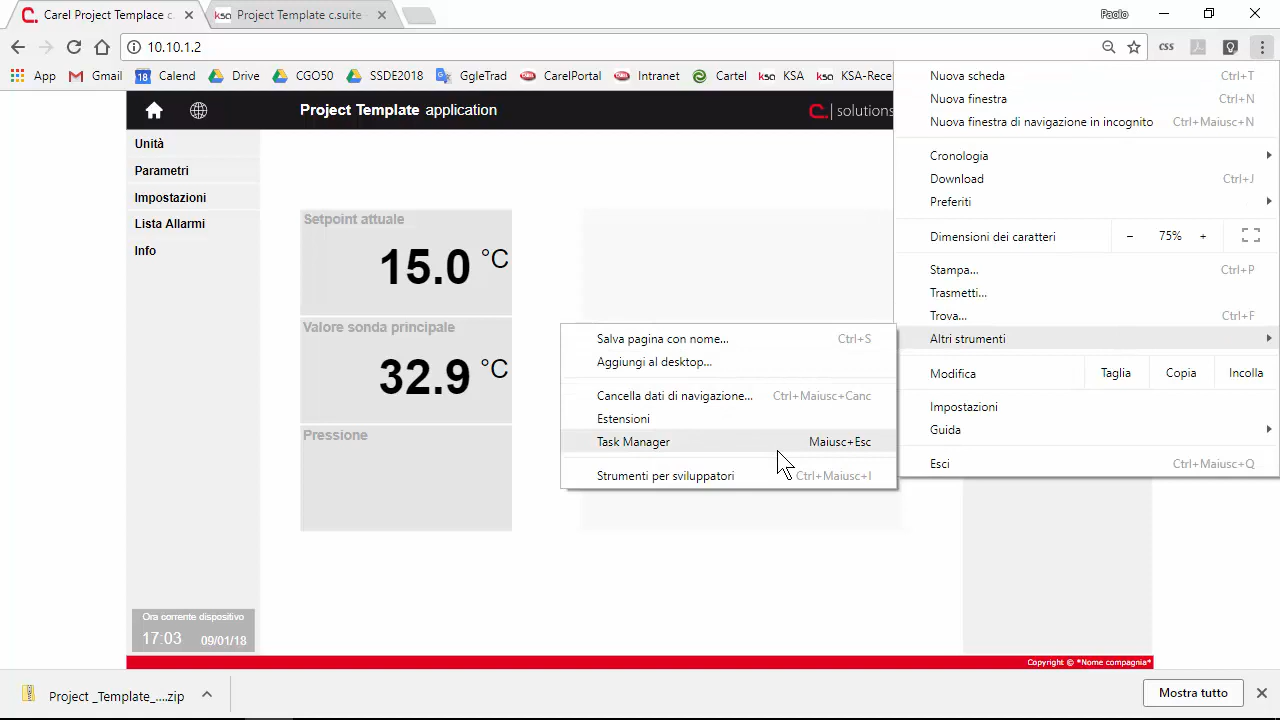 Carel Project Template c.
Project Template c.suite
Paolo
10.10.1.2
CSS
App
Gmail
18
Calend
Drive
CGO50
SSDE2018
GgleTrad
CarelPortal
Intranet
Cartel
ksa
KSA
ksa
KSA-Rece
Project Template application
C. | solutions
Unità
Parametri
Impostazioni
Lista Allarmi
Info
Setpoint attuale
15.0 °C
Valore sonda principale
32.9 °C
Pressione
Nuova scheda Ctrl+T
Nuova finestra Ctrl+N
Nuova finestra di navigazione in incognito Ctrl+Maiusc+N
Cronologia
Download Ctrl+J
Preferiti
Dimensioni dei caratteri − 75% +
Stampa... Ctrl+P
Trasmetti...
Trova... Ctrl+F
Altri strumenti
Modifica Taglia Copia Incolla
Impostazioni
Guida
Esci Ctrl+Maiusc+Q
Salva pagina con nome... Ctrl+S
Aggiungi al desktop...
Cancella dati di navigazione... Ctrl+Maiusc+Canc
Estensioni
Task Manager Maiusc+Esc
Strumenti per sviluppatori Ctrl+Maiusc+I
Ora corrente dispositivo
17:03 09/01/18
Copyright © *Nome compagnia*
Project _Template_....zip
Mostra tutto